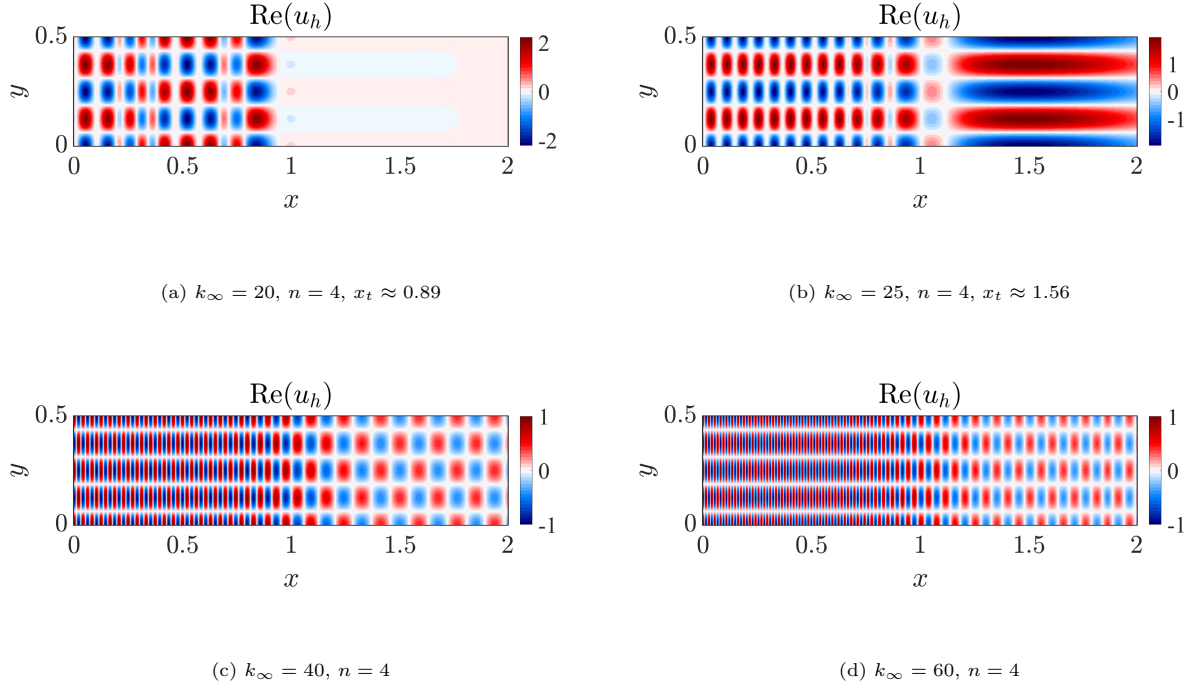 Re(u_h)
0.5
y
0
0 0.5 1 1.5 2
x
2
0
-2
(a) k_∞ = 20, n = 4, x_t ≈ 0.89
Re(u_h)
0.5
y
0
0 0.5 1 1.5 2
x
1
0
-1
(b) k_∞ = 25, n = 4, x_t ≈ 1.56
Re(u_h)
0.5
y
0
0 0.5 1 1.5 2
x
1
0
-1
(c) k_∞ = 40, n = 4
Re(u_h)
0.5
y
0
0 0.5 1 1.5 2
x
1
0
-1
(d) k_∞ = 60, n = 4